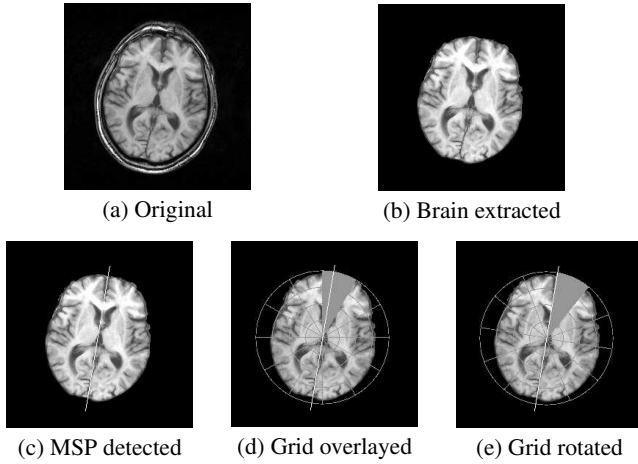 (a) Original
(b) Brain extracted
(c) MSP detected
(d) Grid overlayed
(e) Grid rotated